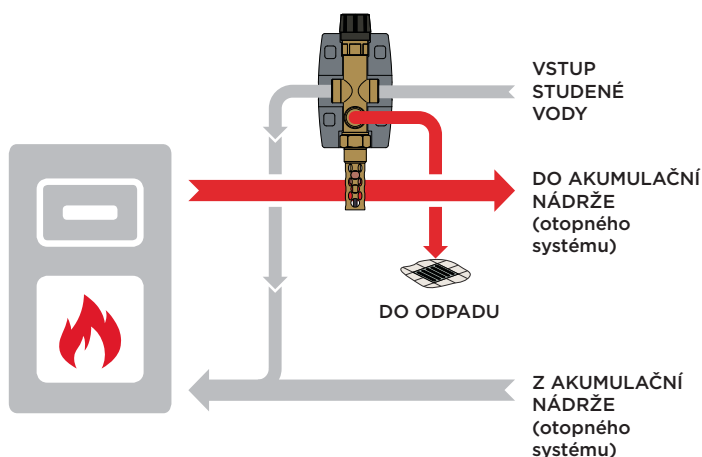 VSTUP
STUDENÉ
VODY
DO AKUMULAČNÍ
NÁDRŽE
(otopného
systému)
DO ODPADU
Z AKUMULAČNÍ
NÁDRŽE
(otopného
systému)